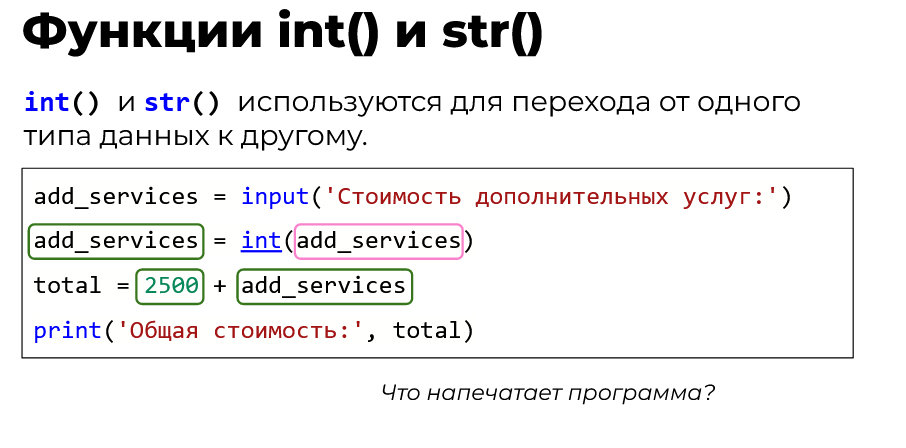 Функции int() и str()
int() и str() используются для перехода от одного
типа данных к другому.
add_services = input('Стоимость дополнительных услуг:')
add_services = int(add_services)
total = 2500 + add_services
print('Общая стоимость:', total)
Что напечатает программа?